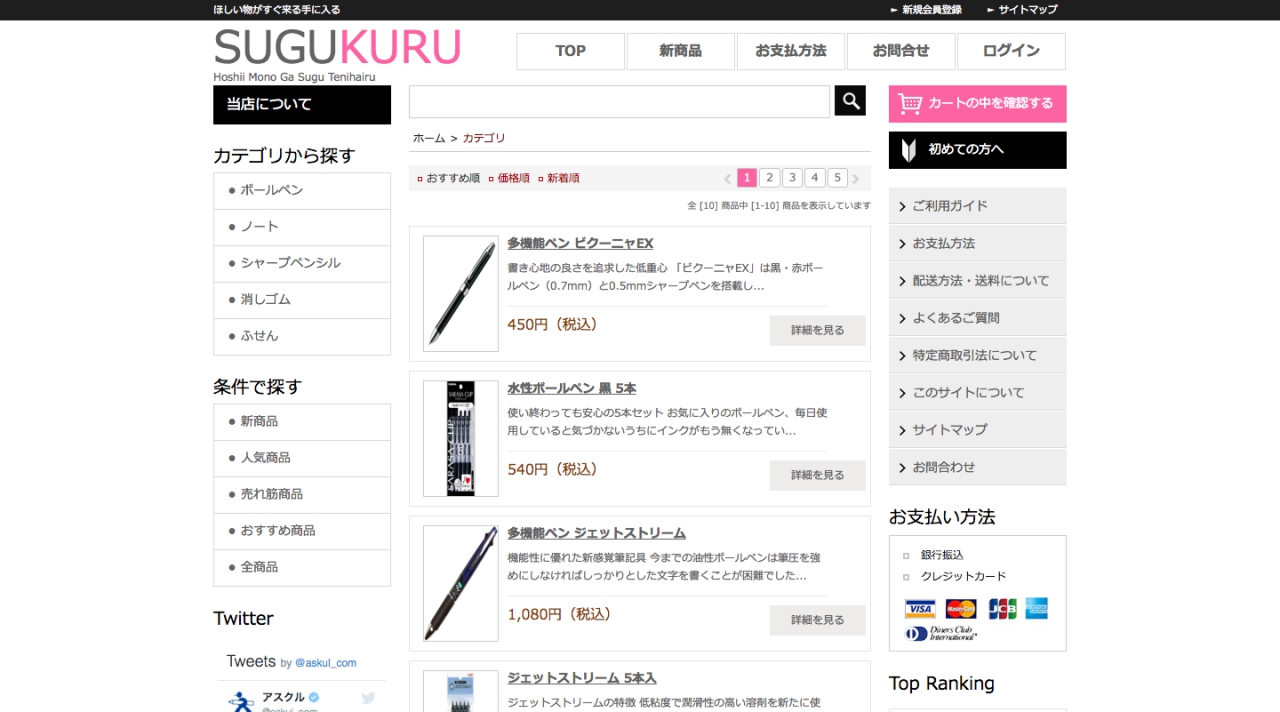 ほしい物がすぐ来る手に入る
► 新規会員登録 ► サイトマップ
SUGUKURU
Hoshii Mono Ga Sugu Tenihairu
TOP
新商品
お支払方法
お問合せ
ログイン
当店について
カテゴリから探す
ボールペン
ノート
シャープペンシル
消しゴム
ふせん
条件で探す
新商品
人気商品
売れ筋商品
おすすめ商品
全商品
Twitter
Tweets by @askul_com
アスクル
@askul_com
ホーム > カテゴリ
おすすめ順 価格順 新着順
1 2 3 4 5
全 [10] 商品中 [1-10] 商品を表示しています
多機能ペン ビクーニャEX
書き心地の良さを追求した低重心 「ビクーニャEX」は黒・赤ボー
ルペン（0.7mm）と0.5mmシャープペンを搭載し...
450円（税込）
詳細を見る
水性ボールペン 黒 5本
使い終わっても安心の5本セット お気に入りのボールペン、毎日使
用していると気づかないうちにインクがもう無くなってい...
540円（税込）
詳細を見る
SARASA CLIP
多機能ペン ジェットストリーム
機能性に優れた新感覚筆記具 今までの油性ボールペンは筆圧を強
めにしなければしっかりとした文字を書くことが困難でした...
1,080円（税込）
詳細を見る
ジェットストリーム 5本入
ジェットストリームの特徴 低粘度で潤滑性の高い溶剤を新たに使
カートの中を確認する
初めての方へ
ご利用ガイド
お支払方法
配送方法・送料について
よくあるご質問
特定商取引法について
このサイトについて
サイトマップ
お問合わせ
お支払い方法
銀行振込
クレジットカード
VISA
MasterCard
JCB
Diners Club
International
Top Ranking